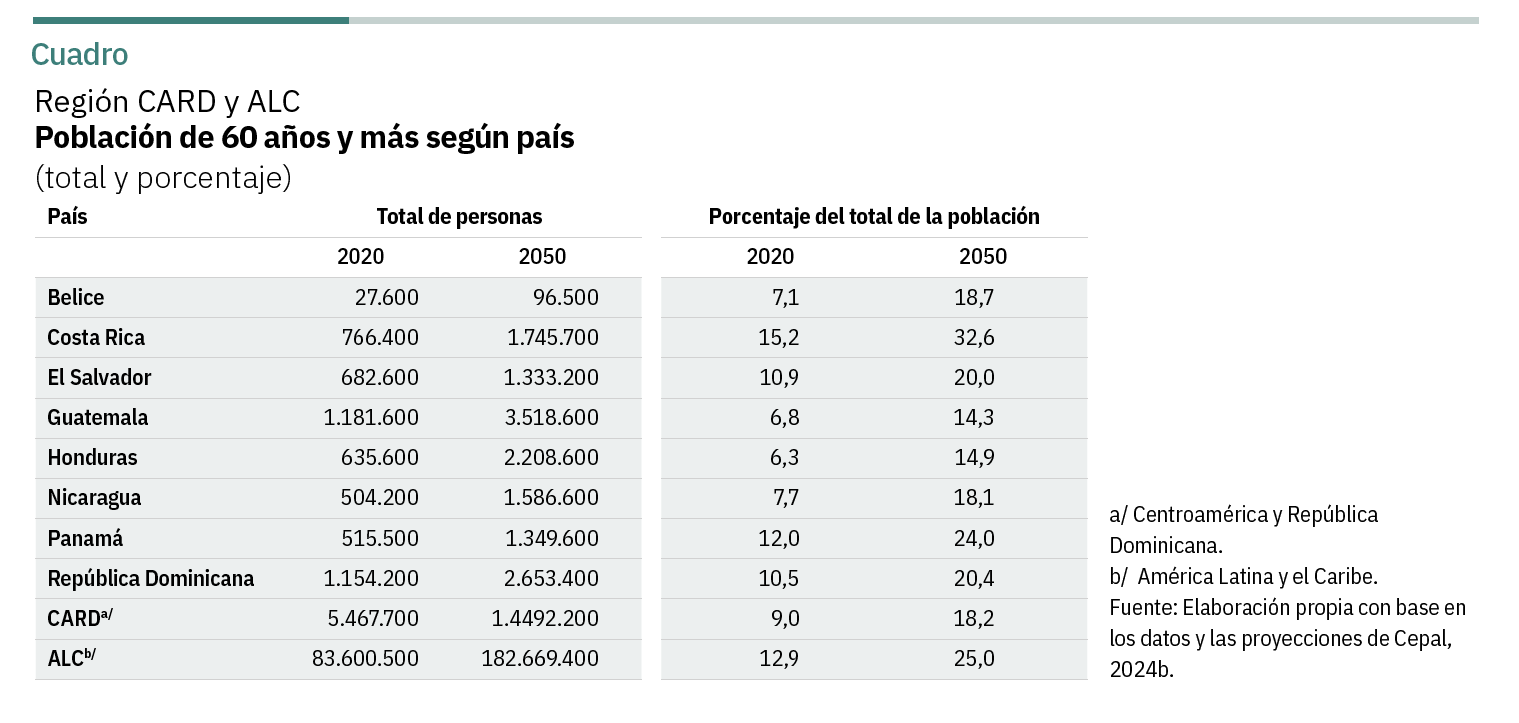 Cuadro
Región CARD y ALC
Población de 60 años y más según país
(total y porcentaje)
País Total de personas Porcentaje del total de la población
2020 2050 2020 2050
Belice 27.600 96.500 7,1 18,7
Costa Rica 766.400 1.745.700 15,2 32,6
El Salvador 682.600 1.333.200 10,9 20,0
Guatemala 1.181.600 3.518.600 6,8 14,3
Honduras 635.600 2.208.600 6,3 14,9
Nicaragua 504.200 1.586.600 7,7 18,1
Panamá 515.500 1.349.600 12,0 24,0
República Dominicana 1.154.200 2.653.400 10,5 20,4
CARDa/ 5.467.700 1.4492.200 9,0 18,2
ALCb/ 83.600.500 182.669.400 12,9 25,0
a/ Centroamérica y República
Dominicana.
b/ América Latina y el Caribe.
Fuente: Elaboración propia con base en
los datos y las proyecciones de Cepal,
2024b.